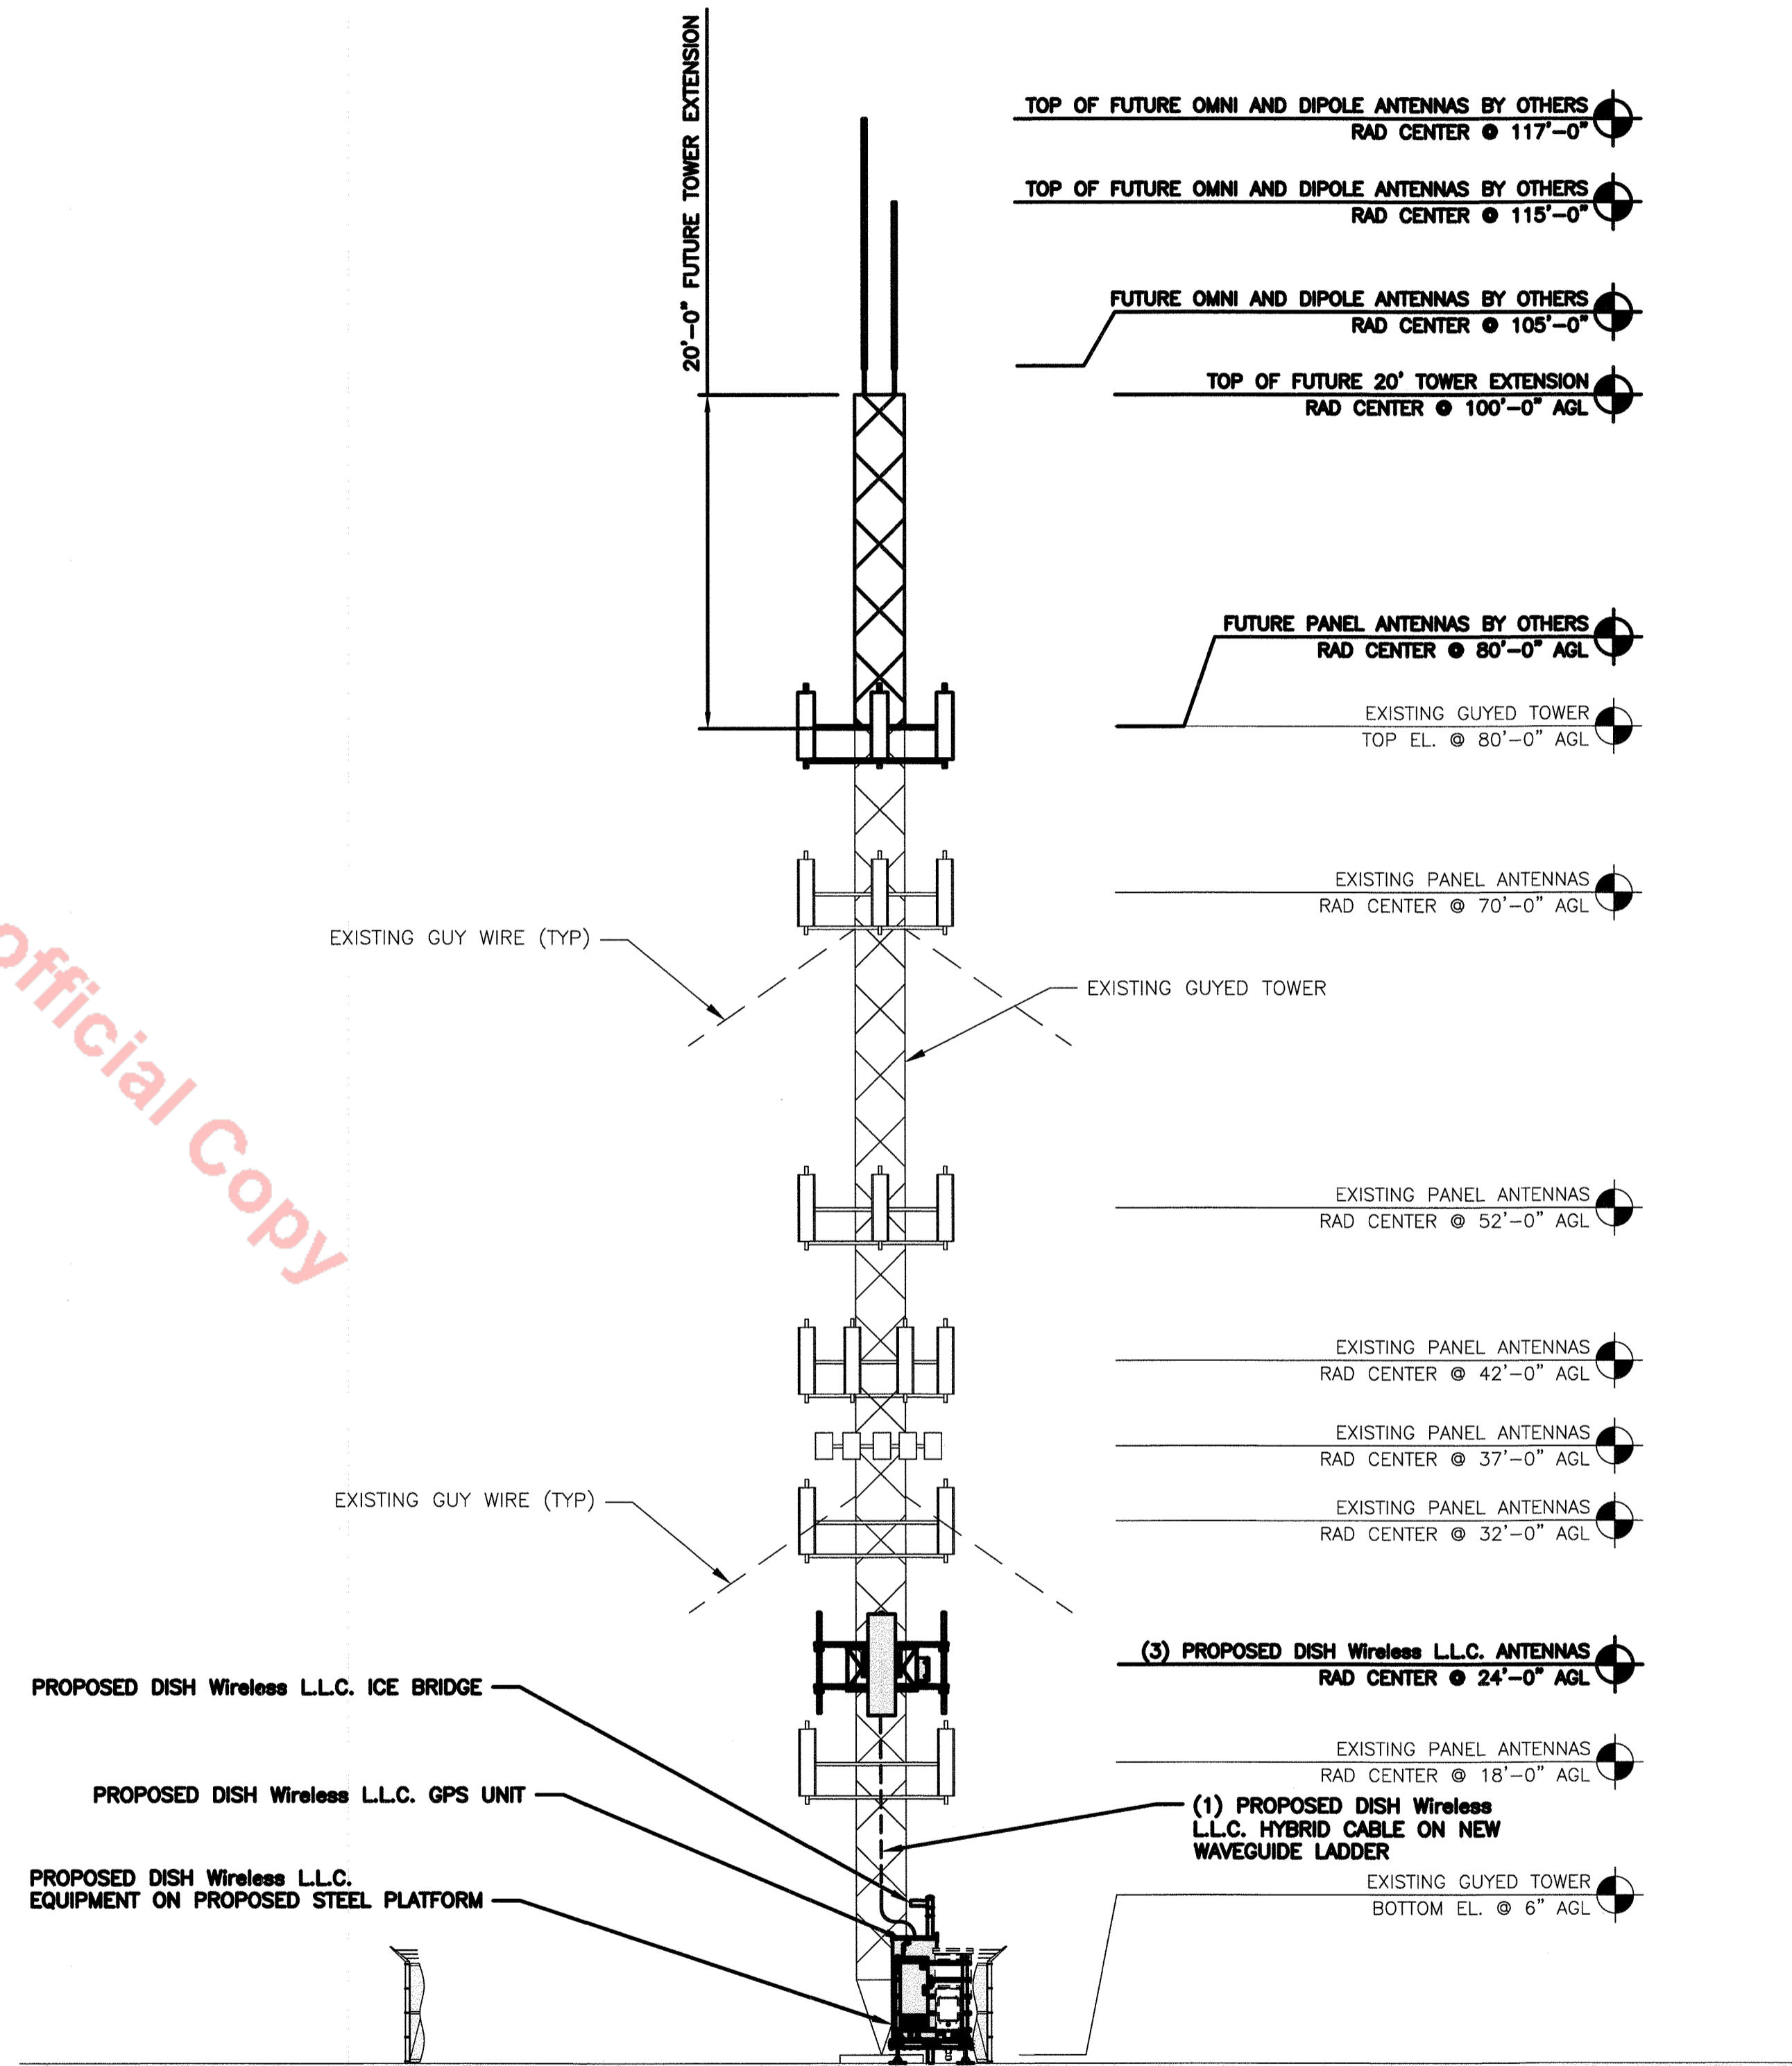 20'-0" FUTURE TOWER EXTENSION
TOP OF FUTURE OMNI AND DIPOLE ANTENNAS BY OTHERS
RAD CENTER @ 117'-0"
TOP OF FUTURE OMNI AND DIPOLE ANTENNAS BY OTHERS
RAD CENTER @ 115'-0"
FUTURE OMNI AND DIPOLE ANTENNAS BY OTHERS
RAD CENTER @ 105'-0"
TOP OF FUTURE 20' TOWER EXTENSION
RAD CENTER @ 100'-0" AGL
FUTURE PANEL ANTENNAS BY OTHERS
RAD CENTER @ 80'-0" AGL
EXISTING GUYED TOWER
TOP EL. @ 80'-0" AGL
EXISTING PANEL ANTENNAS
RAD CENTER @ 70'-0" AGL
EXISTING GUY WIRE (TYP)
EXISTING GUYED TOWER
official Copy
EXISTING PANEL ANTENNAS
RAD CENTER @ 52'-0" AGL
EXISTING PANEL ANTENNAS
RAD CENTER @ 42'-0" AGL
EXISTING PANEL ANTENNAS
RAD CENTER @ 37'-0" AGL
EXISTING GUY WIRE (TYP)
EXISTING PANEL ANTENNAS
RAD CENTER @ 32'-0" AGL
(3) PROPOSED DISH Wireless L.L.C. ANTENNAS
RAD CENTER @ 24'-0" AGL
PROPOSED DISH Wireless L.L.C. ICE BRIDGE
EXISTING PANEL ANTENNAS
RAD CENTER @ 18'-0" AGL
PROPOSED DISH Wireless L.L.C. GPS UNIT
(1) PROPOSED DISH Wireless
L.L.C. HYBRID CABLE ON NEW
WAVEGUIDE LADDER
PROPOSED DISH Wireless L.L.C.
EQUIPMENT ON PROPOSED STEEL PLATFORM
EXISTING GUYED TOWER
BOTTOM EL. @ 6" AGL